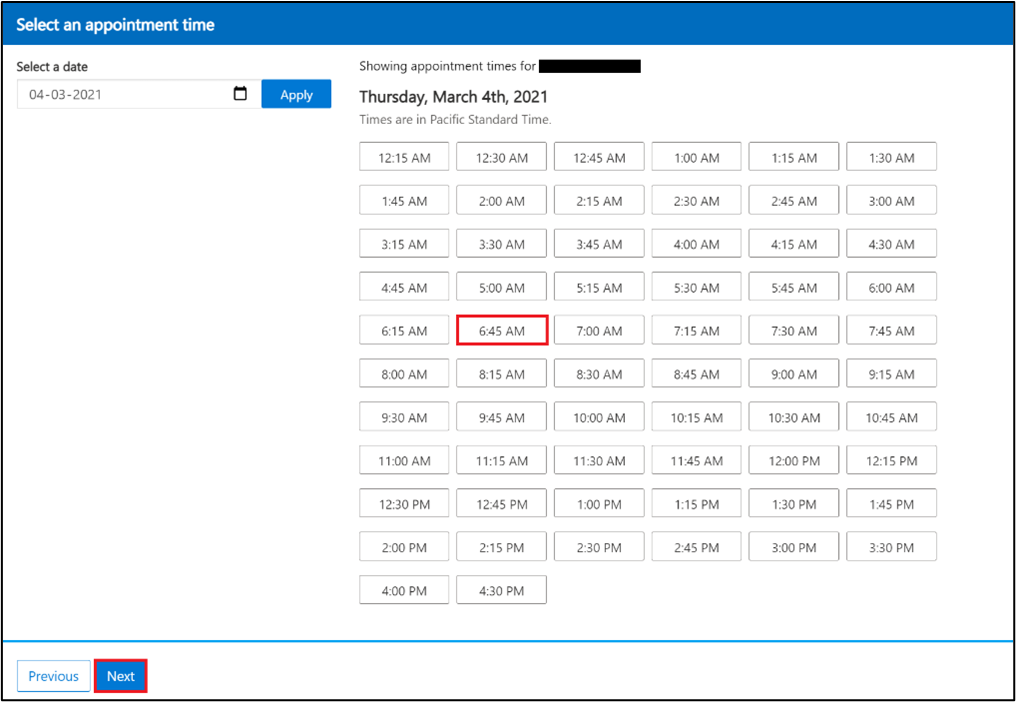 Select an appointment time
Select a date
04-03-2021
Apply
Showing appointment times for
Thursday, March 4th, 2021
Times are in Pacific Standard Time.
12:15 AM 12:30 AM 12:45 AM 1:00 AM 1:15 AM 1:30 AM
1:45 AM 2:00 AM 2:15 AM 2:30 AM 2:45 AM 3:00 AM
3:15 AM 3:30 AM 3:45 AM 4:00 AM 4:15 AM 4:30 AM
4:45 AM 5:00 AM 5:15 AM 5:30 AM 5:45 AM 6:00 AM
6:15 AM 6:45 AM 7:00 AM 7:15 AM 7:30 AM 7:45 AM
8:00 AM 8:15 AM 8:30 AM 8:45 AM 9:00 AM 9:15 AM
9:30 AM 9:45 AM 10:00 AM 10:15 AM 10:30 AM 10:45 AM
11:00 AM 11:15 AM 11:30 AM 11:45 AM 12:00 PM 12:15 PM
12:30 PM 12:45 PM 1:00 PM 1:15 PM 1:30 PM 1:45 PM
2:00 PM 2:15 PM 2:30 PM 2:45 PM 3:00 PM 3:30 PM
4:00 PM 4:30 PM
Previous Next